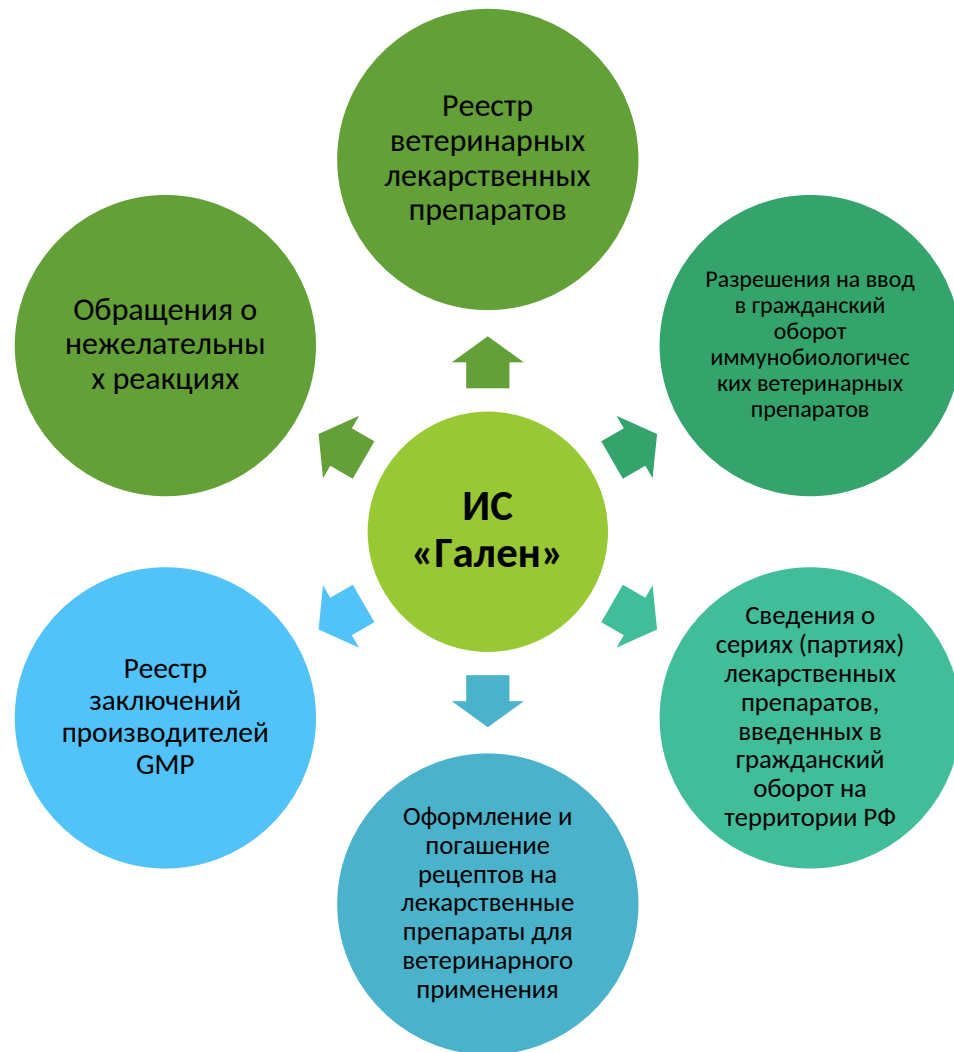 Реестр
ветеринарных
лекарственных
препаратов
Разрешения на ввод
в гражданский
оборот
иммунобиологичес
ких ветеринарных
препаратов
Сведения о
сериях (партиях)
лекарственных
препаратов,
введенных в
гражданский
оборот на
территории РФ
Оформление и
погашение
рецептов на
лекарственные
препараты для
ветеринарного
применения
Реестр
заключений
производителей
GMP
Обращения о
нежелательны
х реакциях
ИС
«Гален»